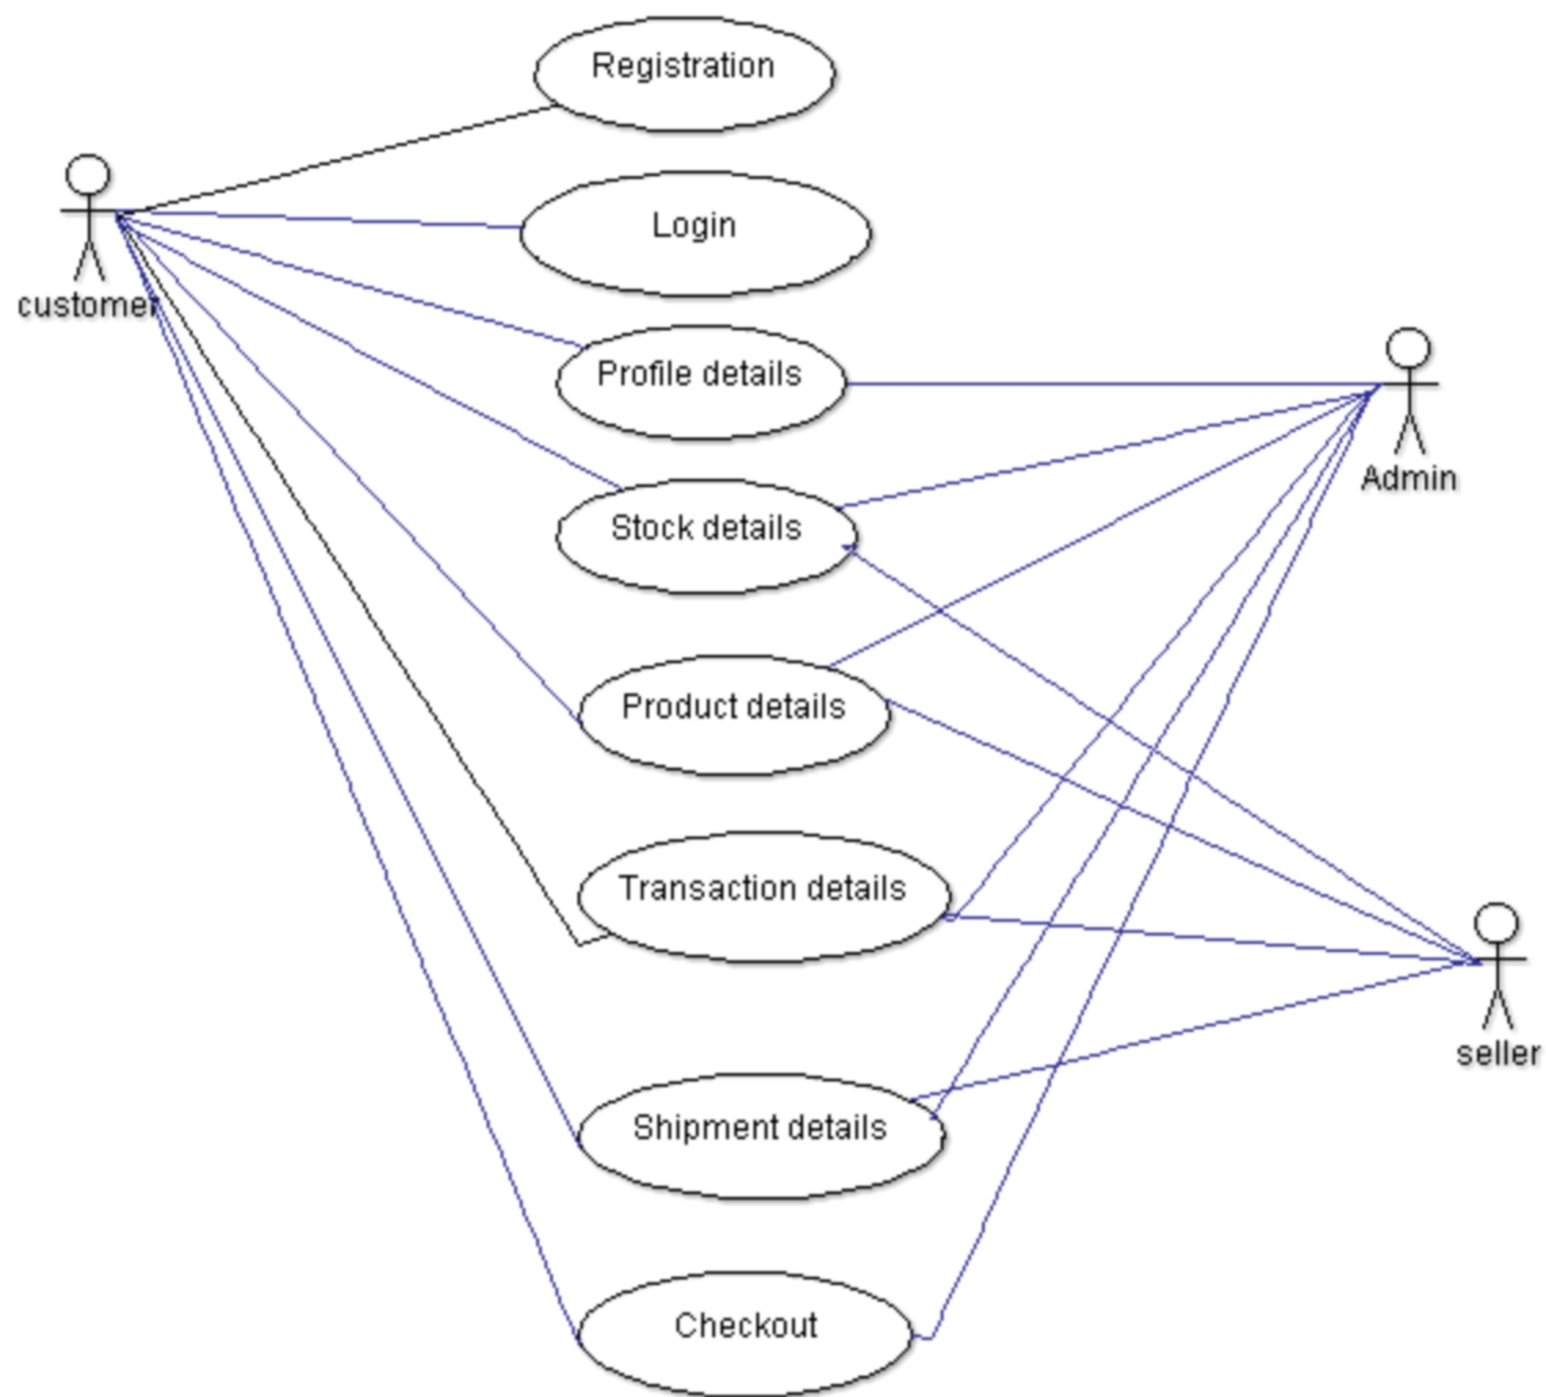 Registration
Login
customer
Profile details
Admin
Stock details
Product details
Transaction details
seller
Shipment details
Checkout